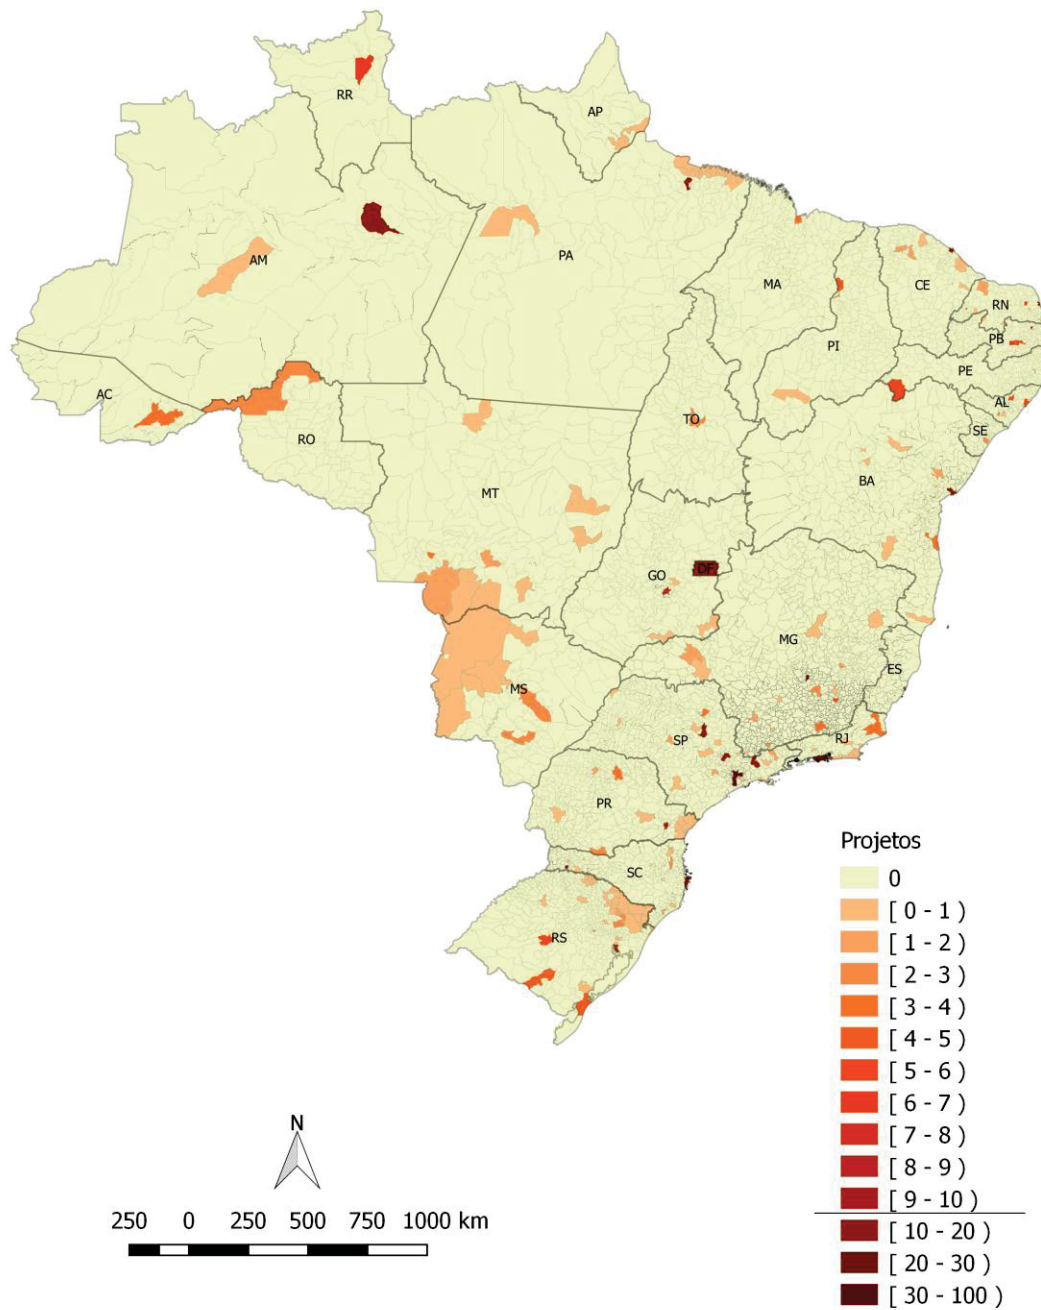 RR
AP
AM
PA
MA
CE
RN
PB
PI
PE
AC
AL
TO
SE
RO
BA
MT
DF
GO
MG
ES
MS
SP
RJ
PR
SC
RS
Projetos
0
[ 0 - 1 )
[ 1 - 2 )
[ 2 - 3 )
[ 3 - 4 )
[ 4 - 5 )
[ 5 - 6 )
[ 6 - 7 )
[ 7 - 8 )
[ 8 - 9 )
[ 9 - 10 )
[ 10 - 20 )
[ 20 - 30 )
[ 30 - 100 )
N
250 0 250 500 750 1000 km